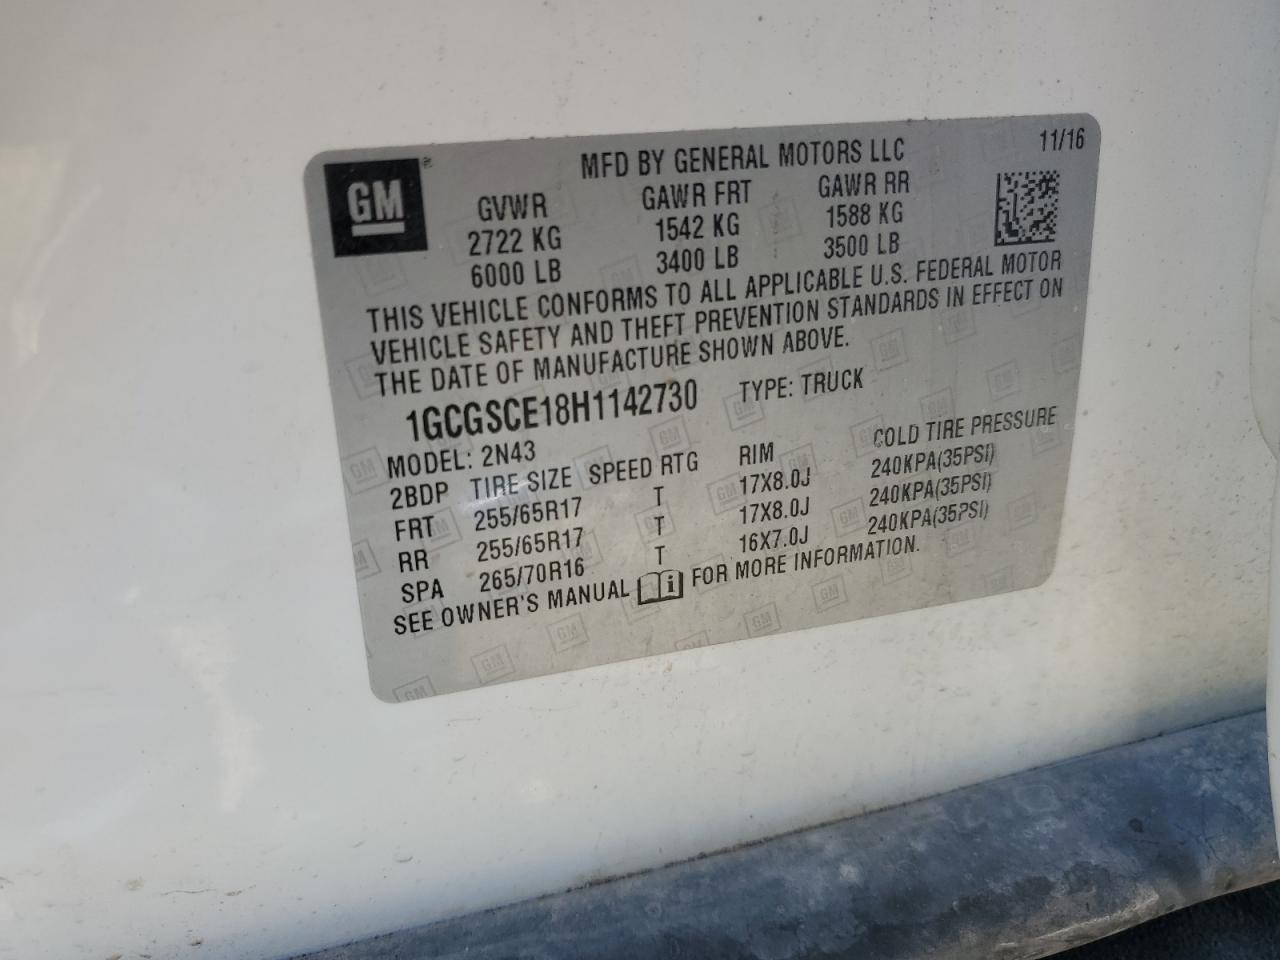 GM
MFD BY GENERAL MOTORS LLC 11/16
GVWR GAWR FRT GAWR RR
2722 KG 1542 KG 1588 KG
6000 LB 3400 LB 3500 LB
THIS VEHICLE CONFORMS TO ALL APPLICABLE U.S. FEDERAL MOTOR
VEHICLE SAFETY AND THEFT PREVENTION STANDARDS IN EFFECT ON
THE DATE OF MANUFACTURE SHOWN ABOVE.
1GCGSCE18H1142730 TYPE: TRUCK
MODEL: 2N43
2BDP TIRE SIZE SPEED RTG RIM COLD TIRE PRESSURE
FRT 255/65R17 T 17X8.0J 240KPA(35PSI)
RR 255/65R17 T 17X8.0J 240KPA(35PSI)
SPA 265/70R16 T 16X7.0J 240KPA(35PSI)
SEE OWNER'S MANUAL FOR MORE INFORMATION.